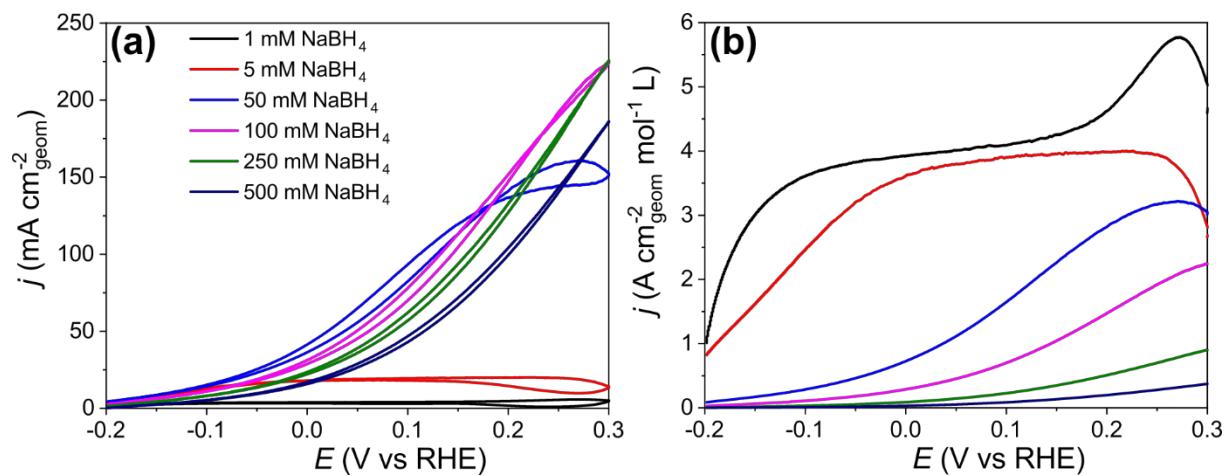 (a)
1 mM NaBH₄
5 mM NaBH₄
50 mM NaBH₄
100 mM NaBH₄
250 mM NaBH₄
500 mM NaBH₄
250
200
150
100
50
0
-0.2 -0.1 0.0 0.1 0.2 0.3
j (mA cm⁻²geom)
E (V vs RHE)
(b)
6
5
4
3
2
1
0
-0.2 -0.1 0.0 0.1 0.2 0.3
j (A cm⁻²geom mol⁻¹ L)
E (V vs RHE)